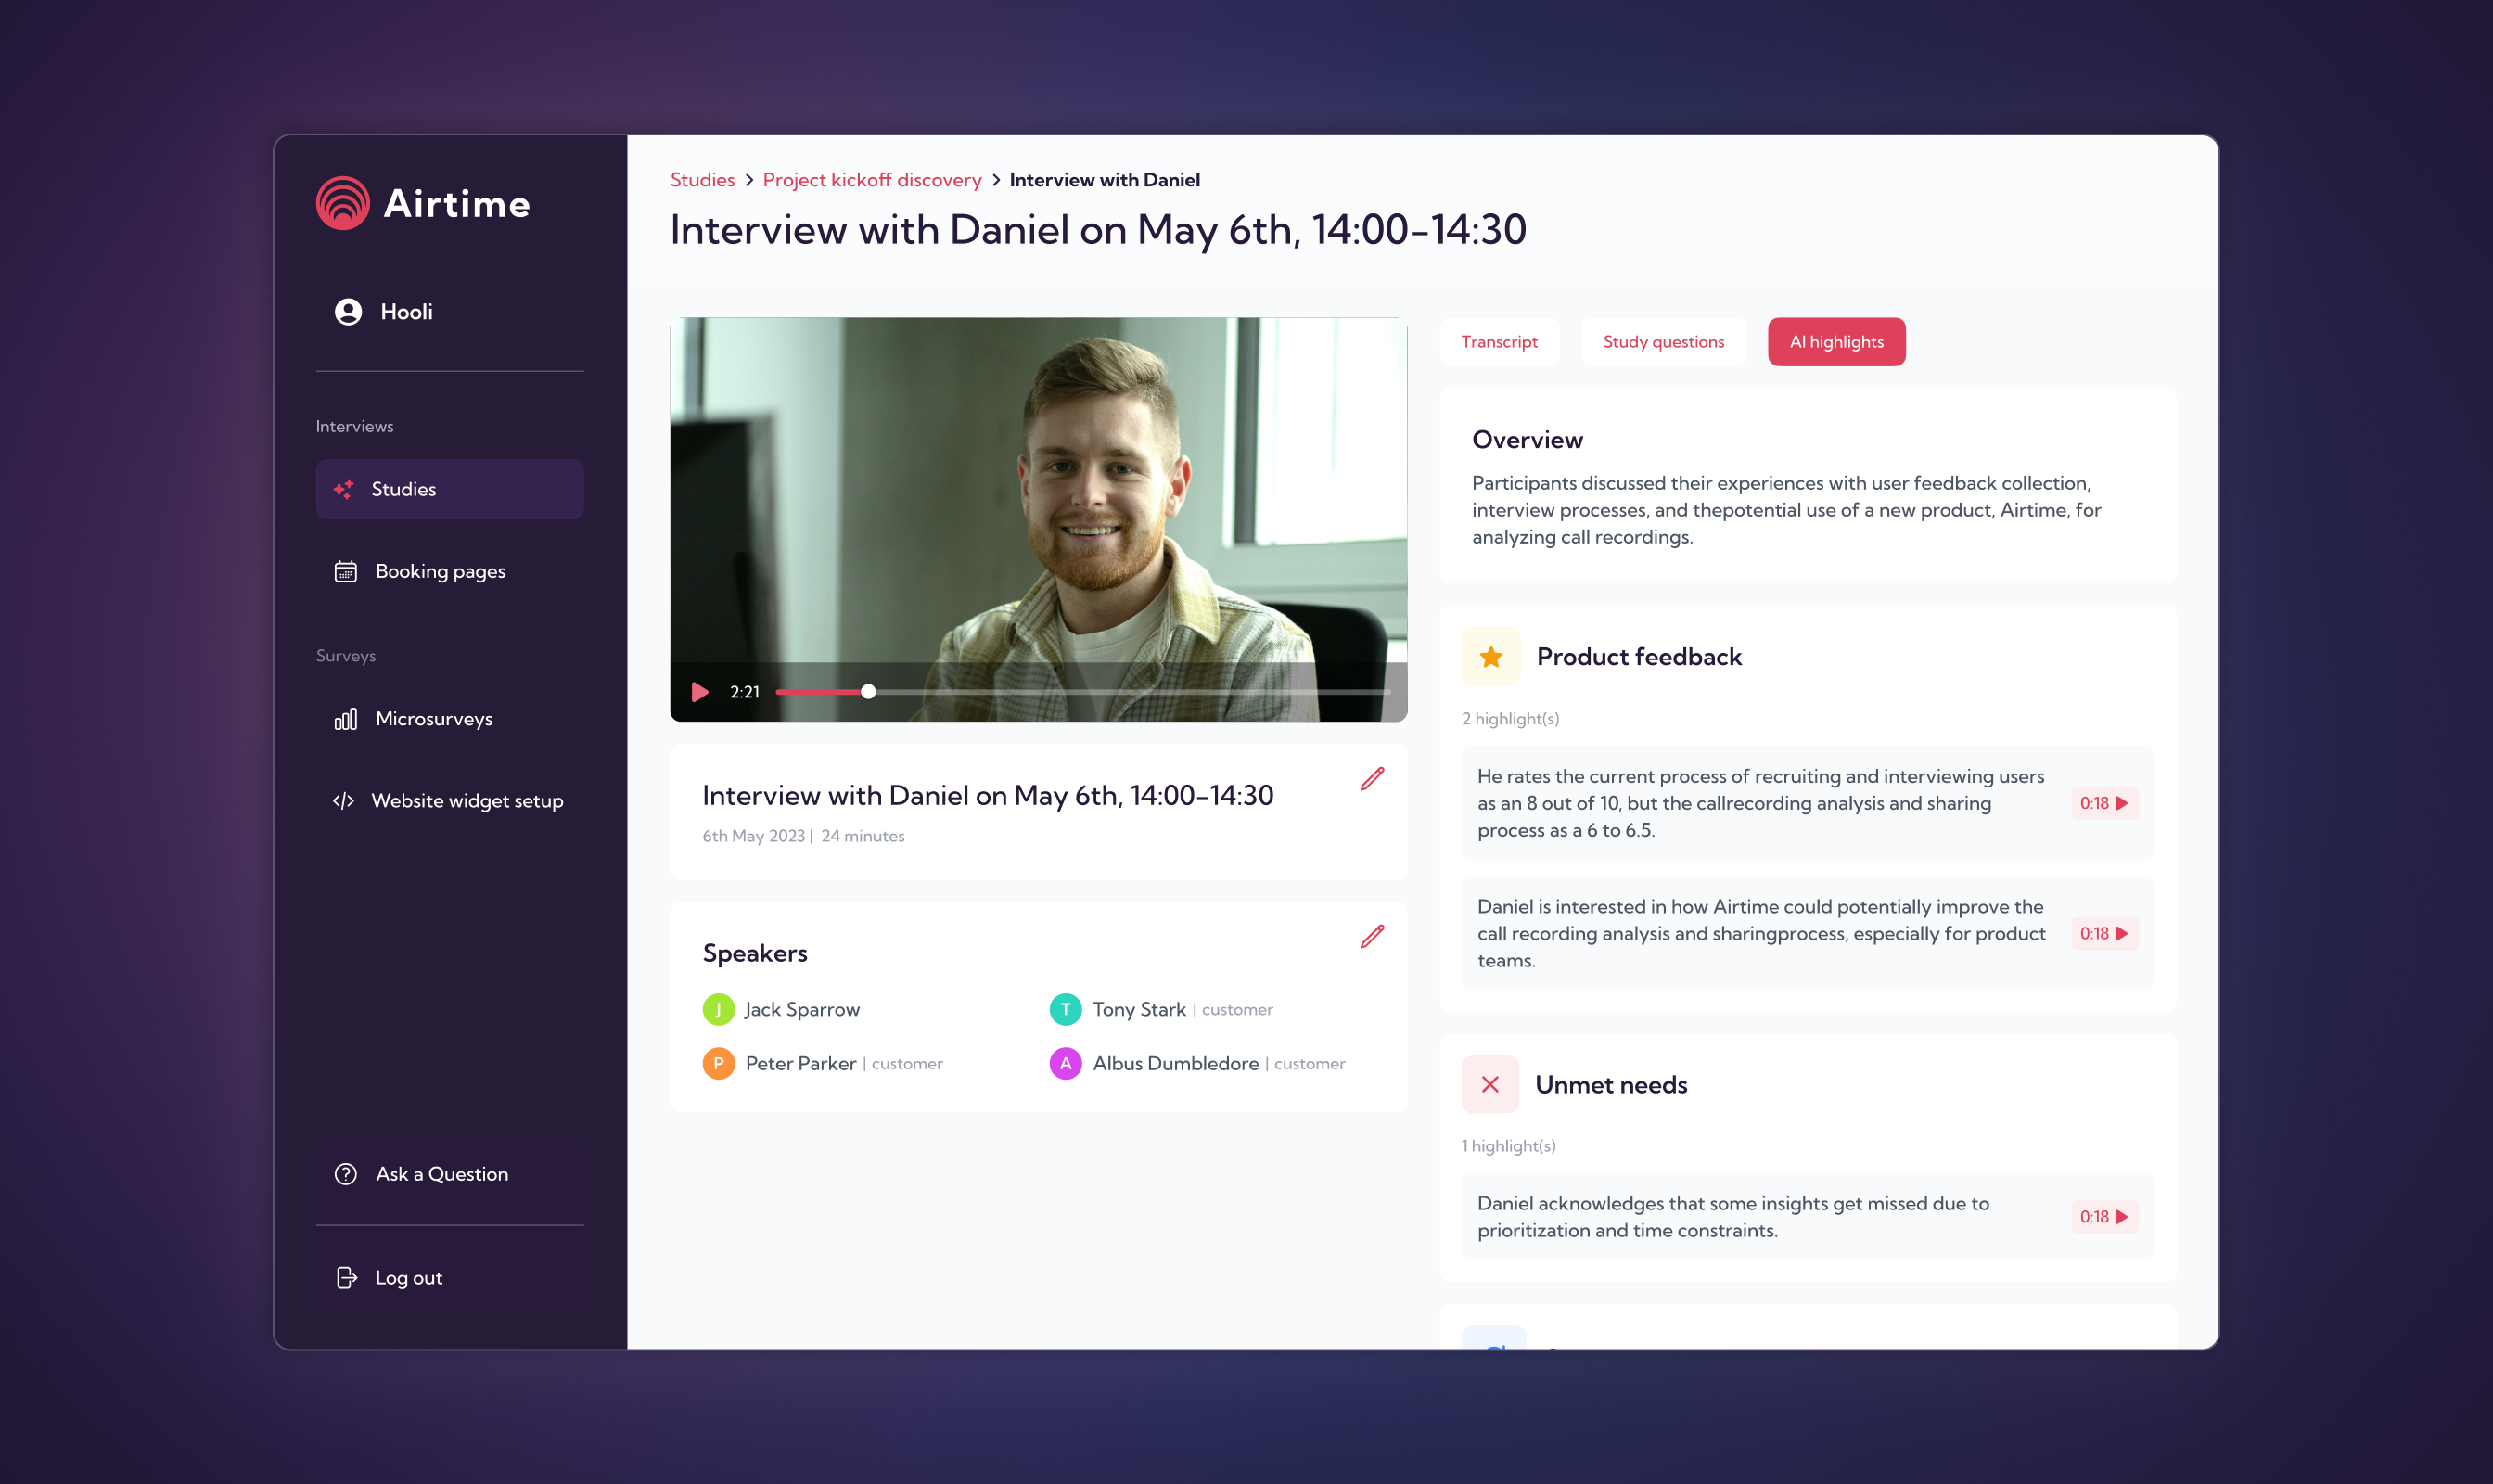 Airtime
Hooli
Interviews
Studies
Booking pages
Surveys
Microsurveys
Website widget setup
Ask a Question
Log out
Studies > Project kickoff discovery > Interview with Daniel
Interview with Daniel on May 6th, 14:00–14:30
2:21
Interview with Daniel on May 6th, 14:00–14:30
6th May 2023 | 24 minutes
Speakers
J Jack Sparrow
T Tony Stark | customer
P Peter Parker | customer
A Albus Dumbledore | customer
Transcript
Study questions
AI highlights
Overview
Participants discussed their experiences with user feedback collection,
interview processes, and thepotential use of a new product, Airtime, for
analyzing call recordings.
Product feedback
2 highlight(s)
He rates the current process of recruiting and interviewing users
as an 8 out of 10, but the callrecording analysis and sharing
process as a 6 to 6.5.
0:18
Daniel is interested in how Airtime could potentially improve the
call recording analysis and sharingprocess, especially for product
teams.
0:18
Unmet needs
1 highlight(s)
Daniel acknowledges that some insights get missed due to
prioritization and time constraints.
0:18